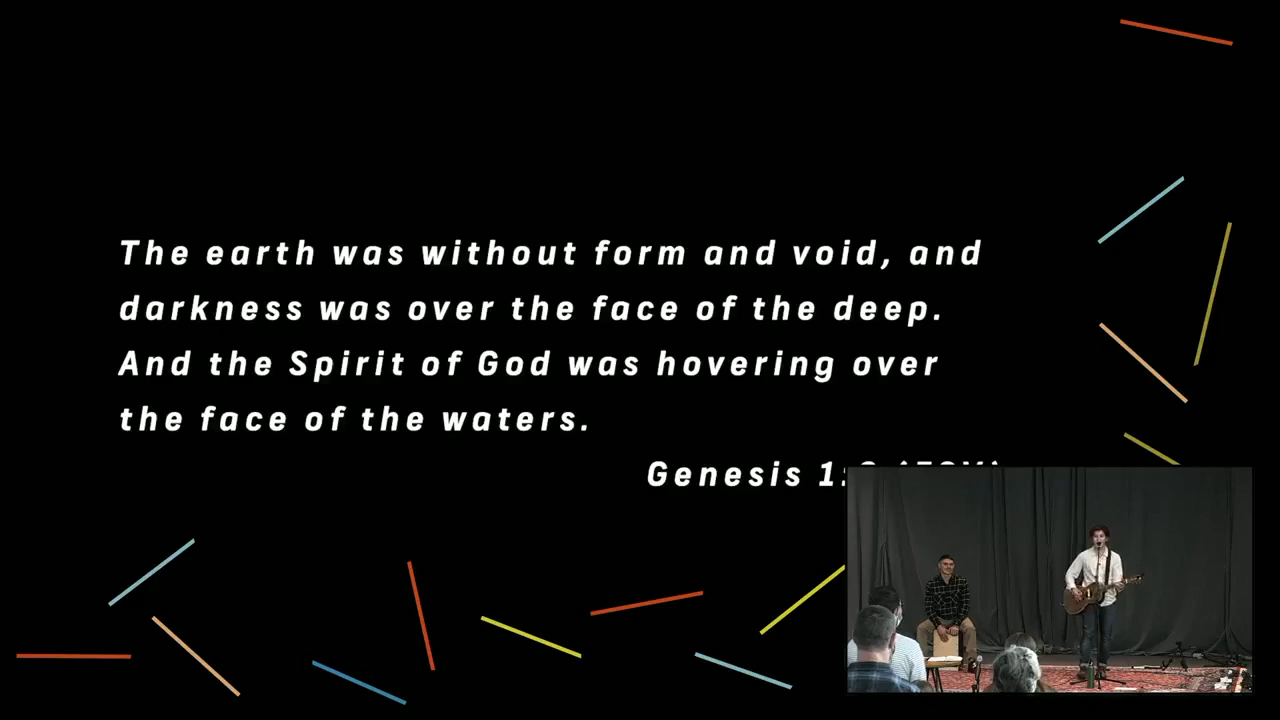 The earth was without form and void, and
darkness was over the face of the deep.
And the Spirit of God was hovering over
the face of the waters.
Genesis 1: